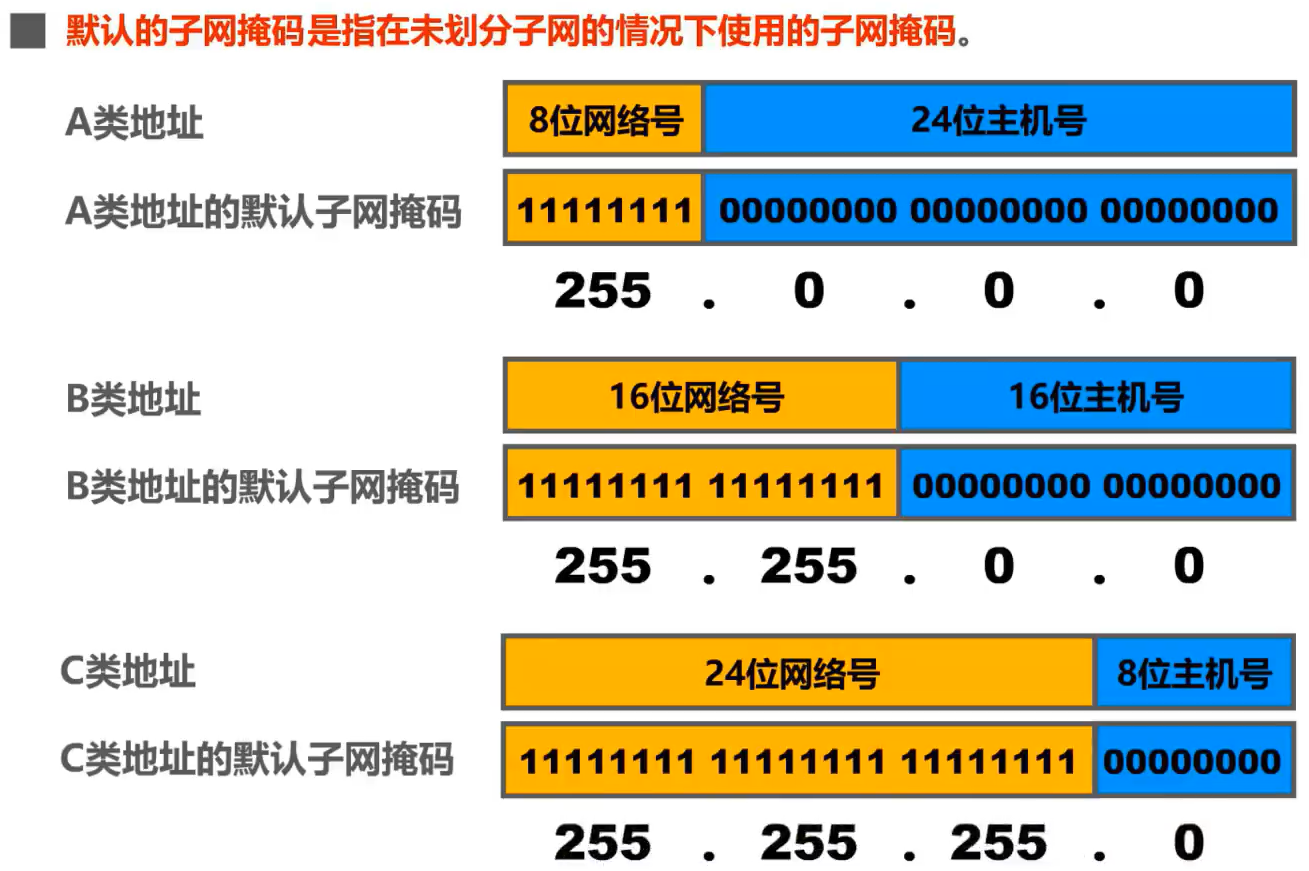 默认的子网掩码是指在未划分子网的情况下使用的子网掩码。
A类地址 8位网络号 24位主机号
A类地址的默认子网掩码 11111111 00000000 00000000 00000000
255 . 0 . 0 . 0
B类地址 16位网络号 16位主机号
B类地址的默认子网掩码 11111111 11111111 00000000 00000000
255 . 255 . 0 . 0
C类地址 24位网络号 8位主机号
C类地址的默认子网掩码 11111111 11111111 11111111 00000000
255 . 255 . 255 . 0